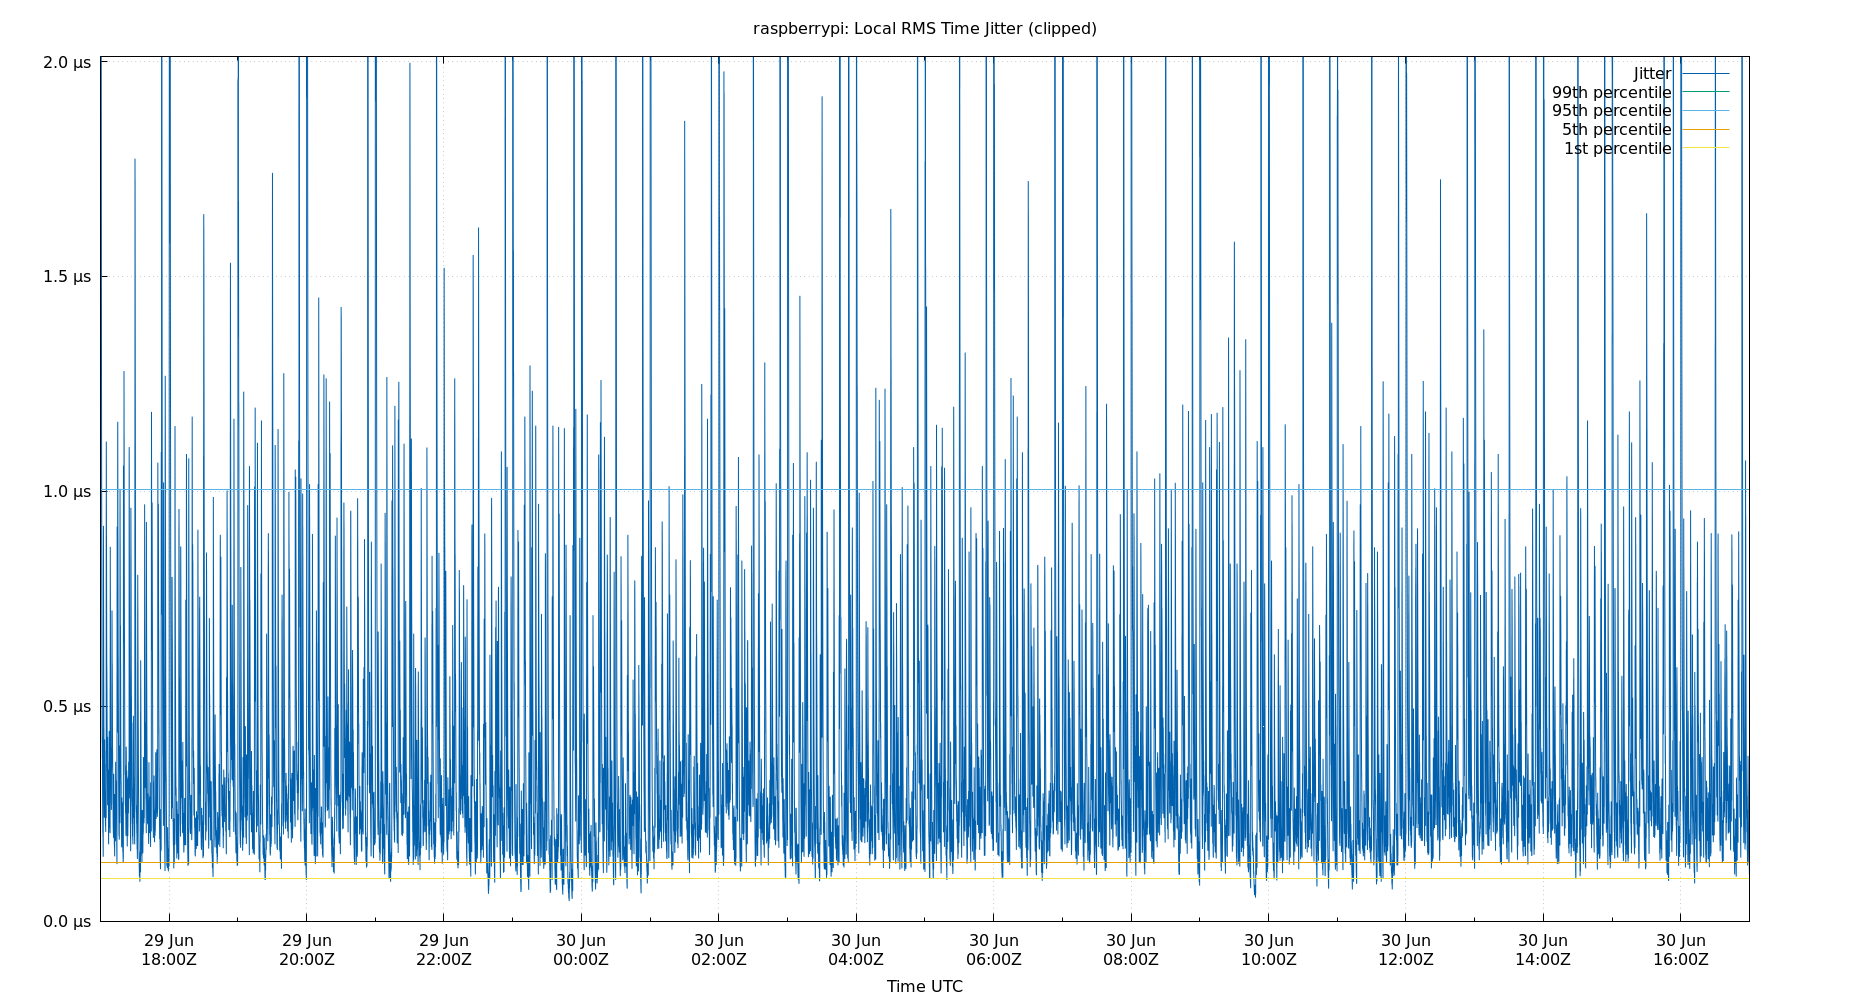 raspberrypi: Local RMS Time Jitter (clipped)
2.0 μs
1.5 μs
1.0 μs
0.5 μs
0.0 μs
Jitter
99th percentile
95th percentile
5th percentile
1st percentile
29 Jun 29 Jun 29 Jun 30 Jun 30 Jun 30 Jun 30 Jun 30 Jun 30 Jun 30 Jun 30 Jun 30 Jun
18:00Z 20:00Z 22:00Z 00:00Z 02:00Z 04:00Z 06:00Z 08:00Z 10:00Z 12:00Z 14:00Z 16:00Z
Time UTC